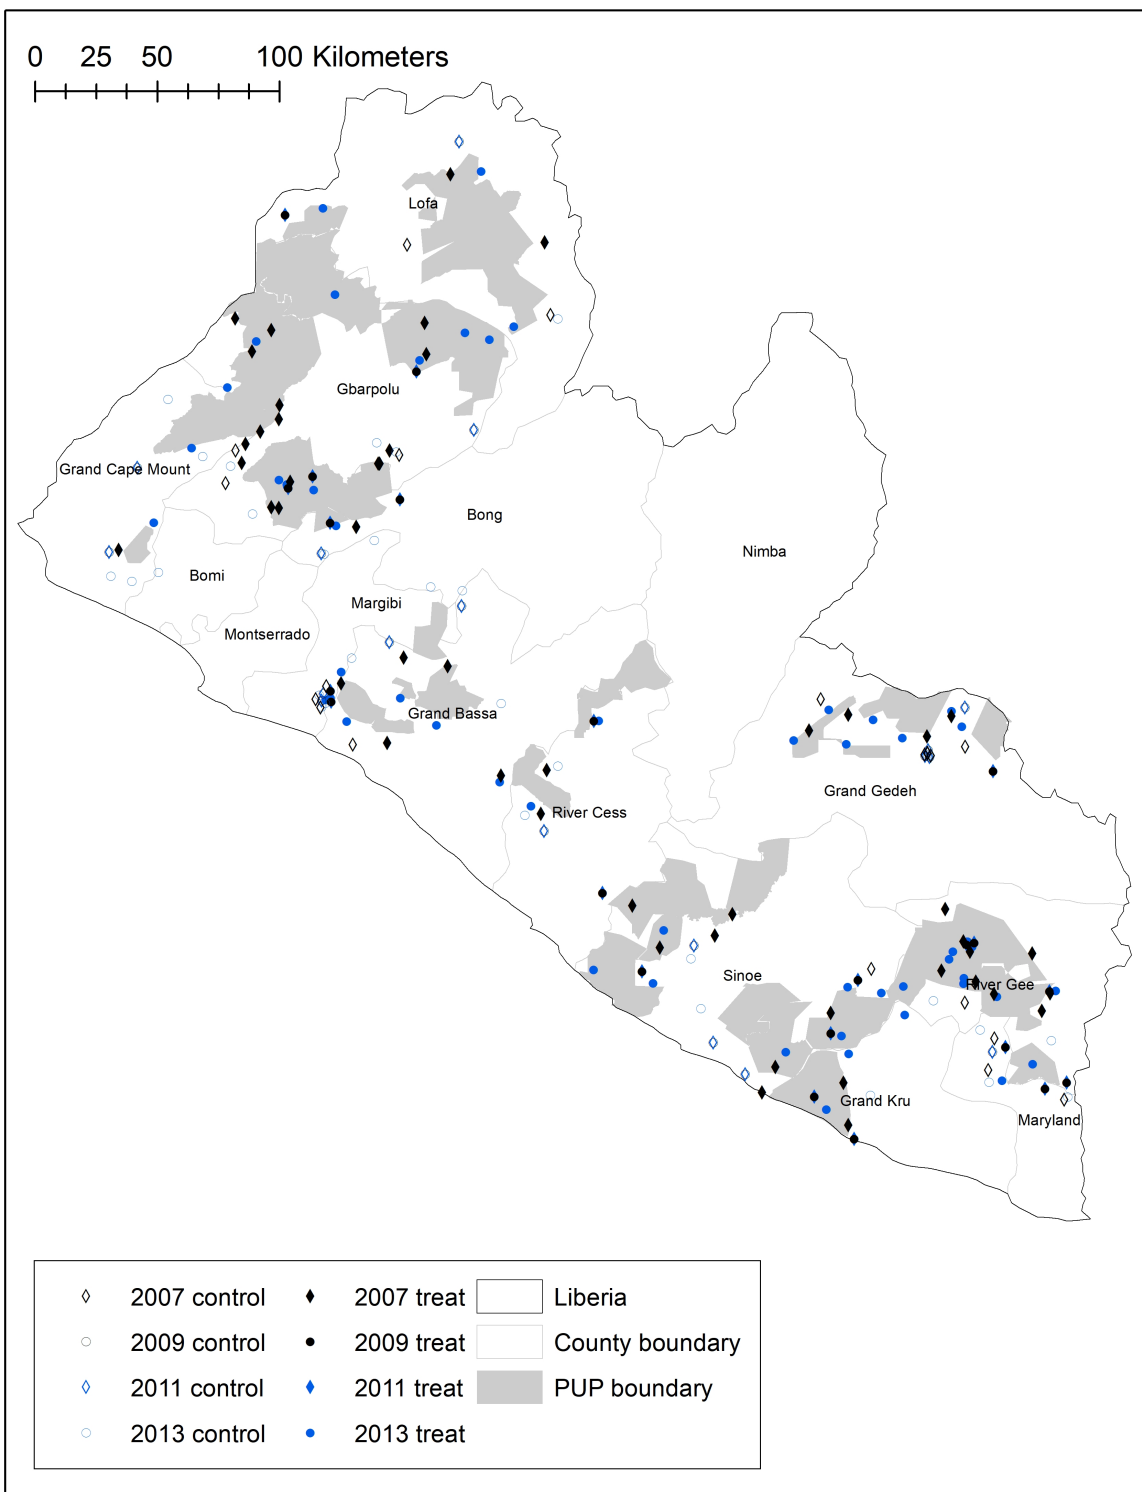 0 25 50 100 Kilometers
Lofa
Gbarpolu
Grand Cape Mount
Bong
Nimba
Bomi
Margibi
Montserrado
Grand Bassa
Grand Gedeh
River Cess
Sinoe
River Gee
Grand Kru
Maryland
2007 control 2007 treat Liberia
2009 control 2009 treat County boundary
2011 control 2011 treat PUP boundary
2013 control 2013 treat